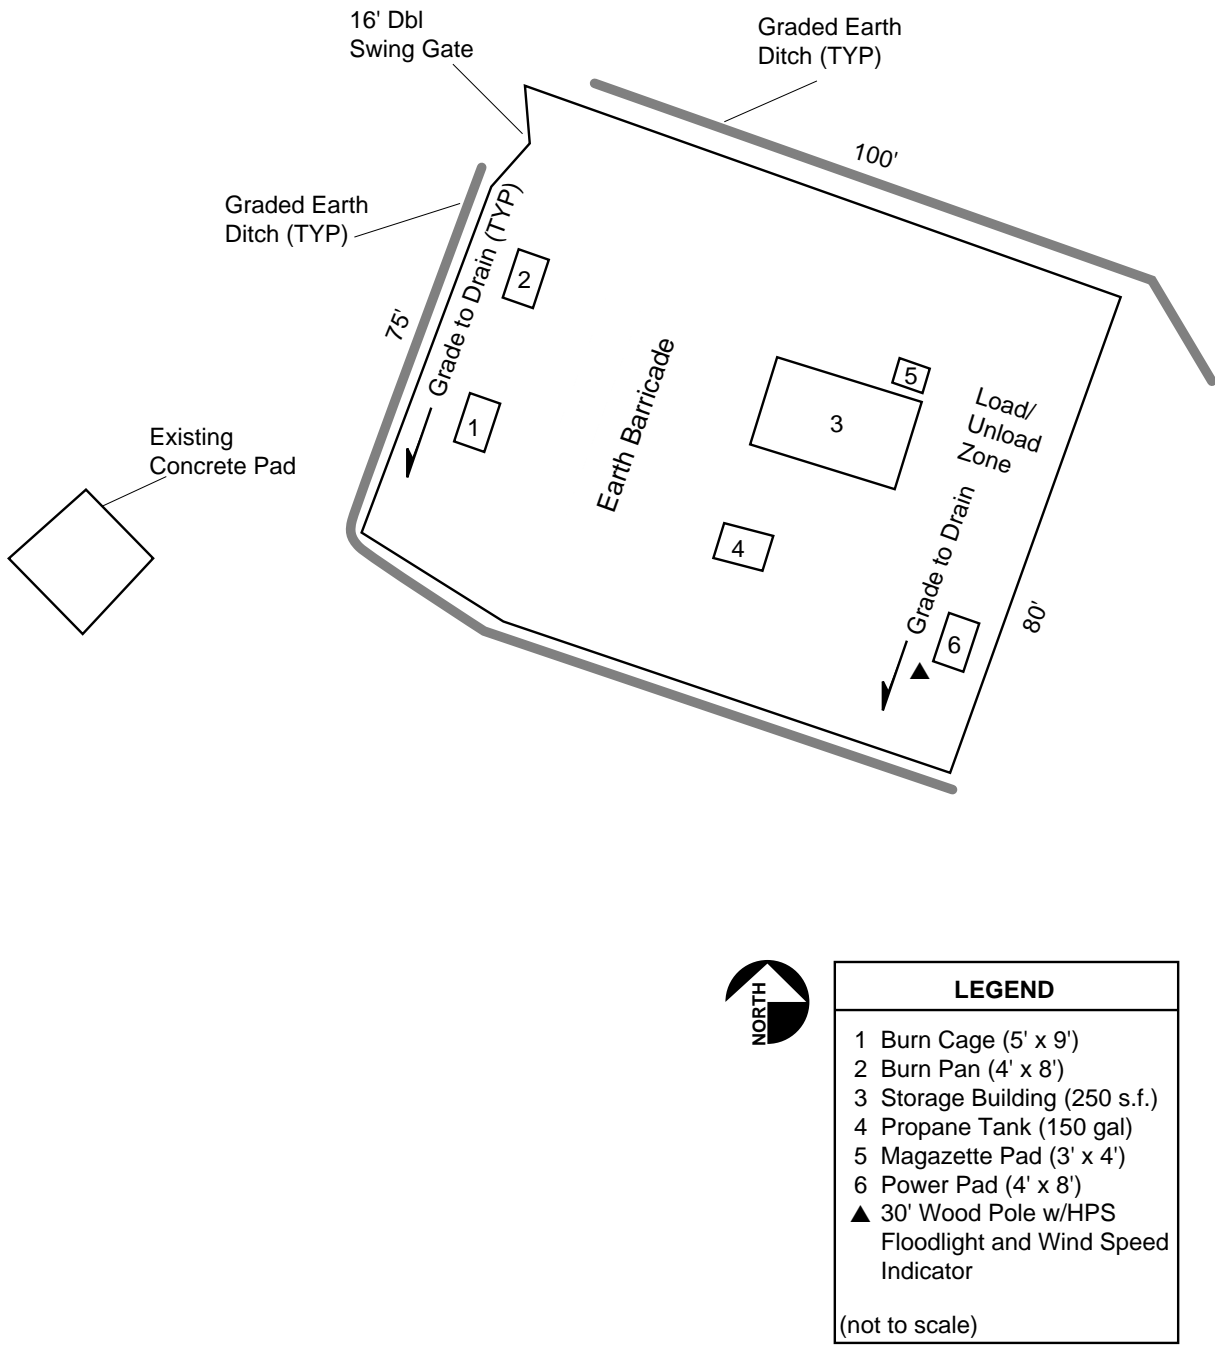 16' Dbl
Swing Gate
Graded Earth
Ditch (TYP)
100'
Graded Earth
Ditch (TYP)
75'
Grade to Drain (TYP)
2
1
Earth Barricade
5
3
Load/
Unload
Zone
Existing
Concrete Pad
4
Grade to Drain
6
80'
NORTH
LEGEND
1 Burn Cage (5' x 9')
2 Burn Pan (4' x 8')
3 Storage Building (250 s.f.)
4 Propane Tank (150 gal)
5 Magazette Pad (3' x 4')
6 Power Pad (4' x 8')
▲ 30' Wood Pole w/HPS
Floodlight and Wind Speed
Indicator
(not to scale)